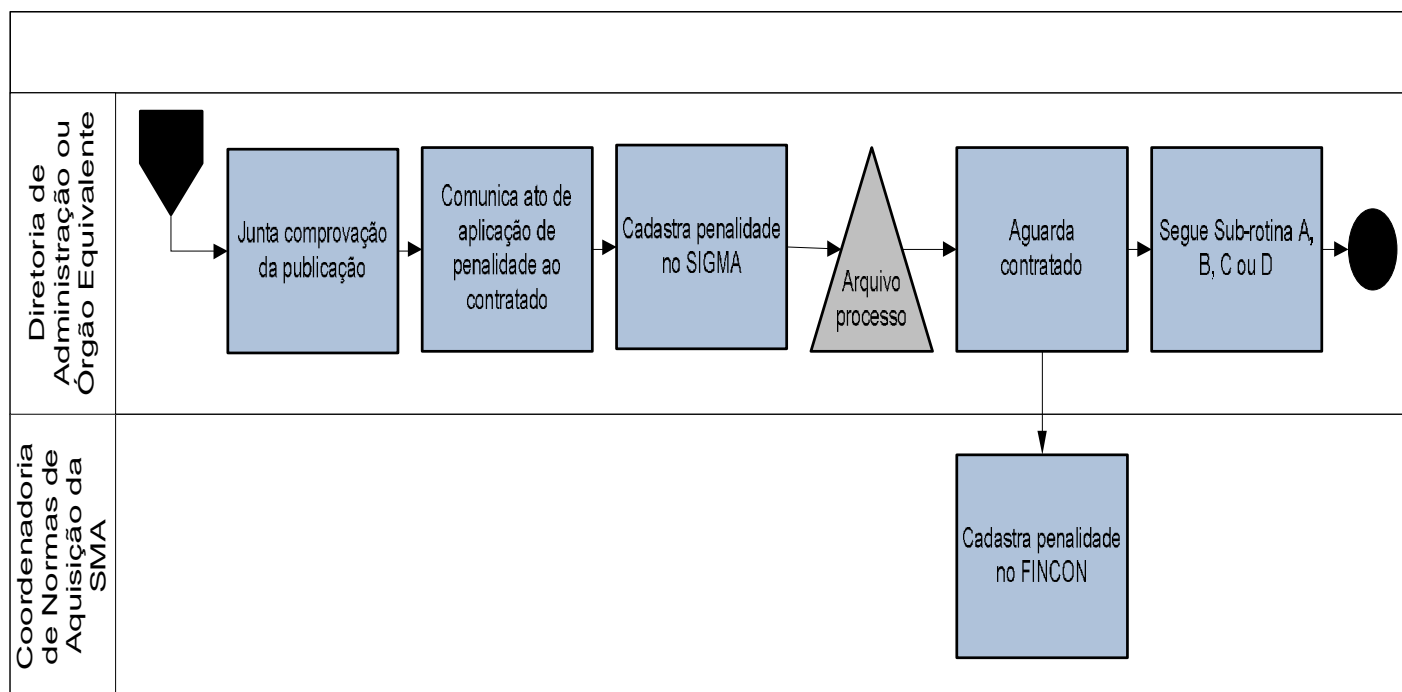 Diretoria de
Administração ou
Órgão Equivalente
Junta comprovação
da publicação
Comunica ato de
aplicação de
penalidade ao
contratado
Cadastra penalidade
no SIGMA
Arquivo
processo
Aguarda
contratado
Segue Sub-rotina A,
B, C ou D
Coordenadoria
de Normas de
Aquisição da
SMA
Cadastra penalidade
no FINCON